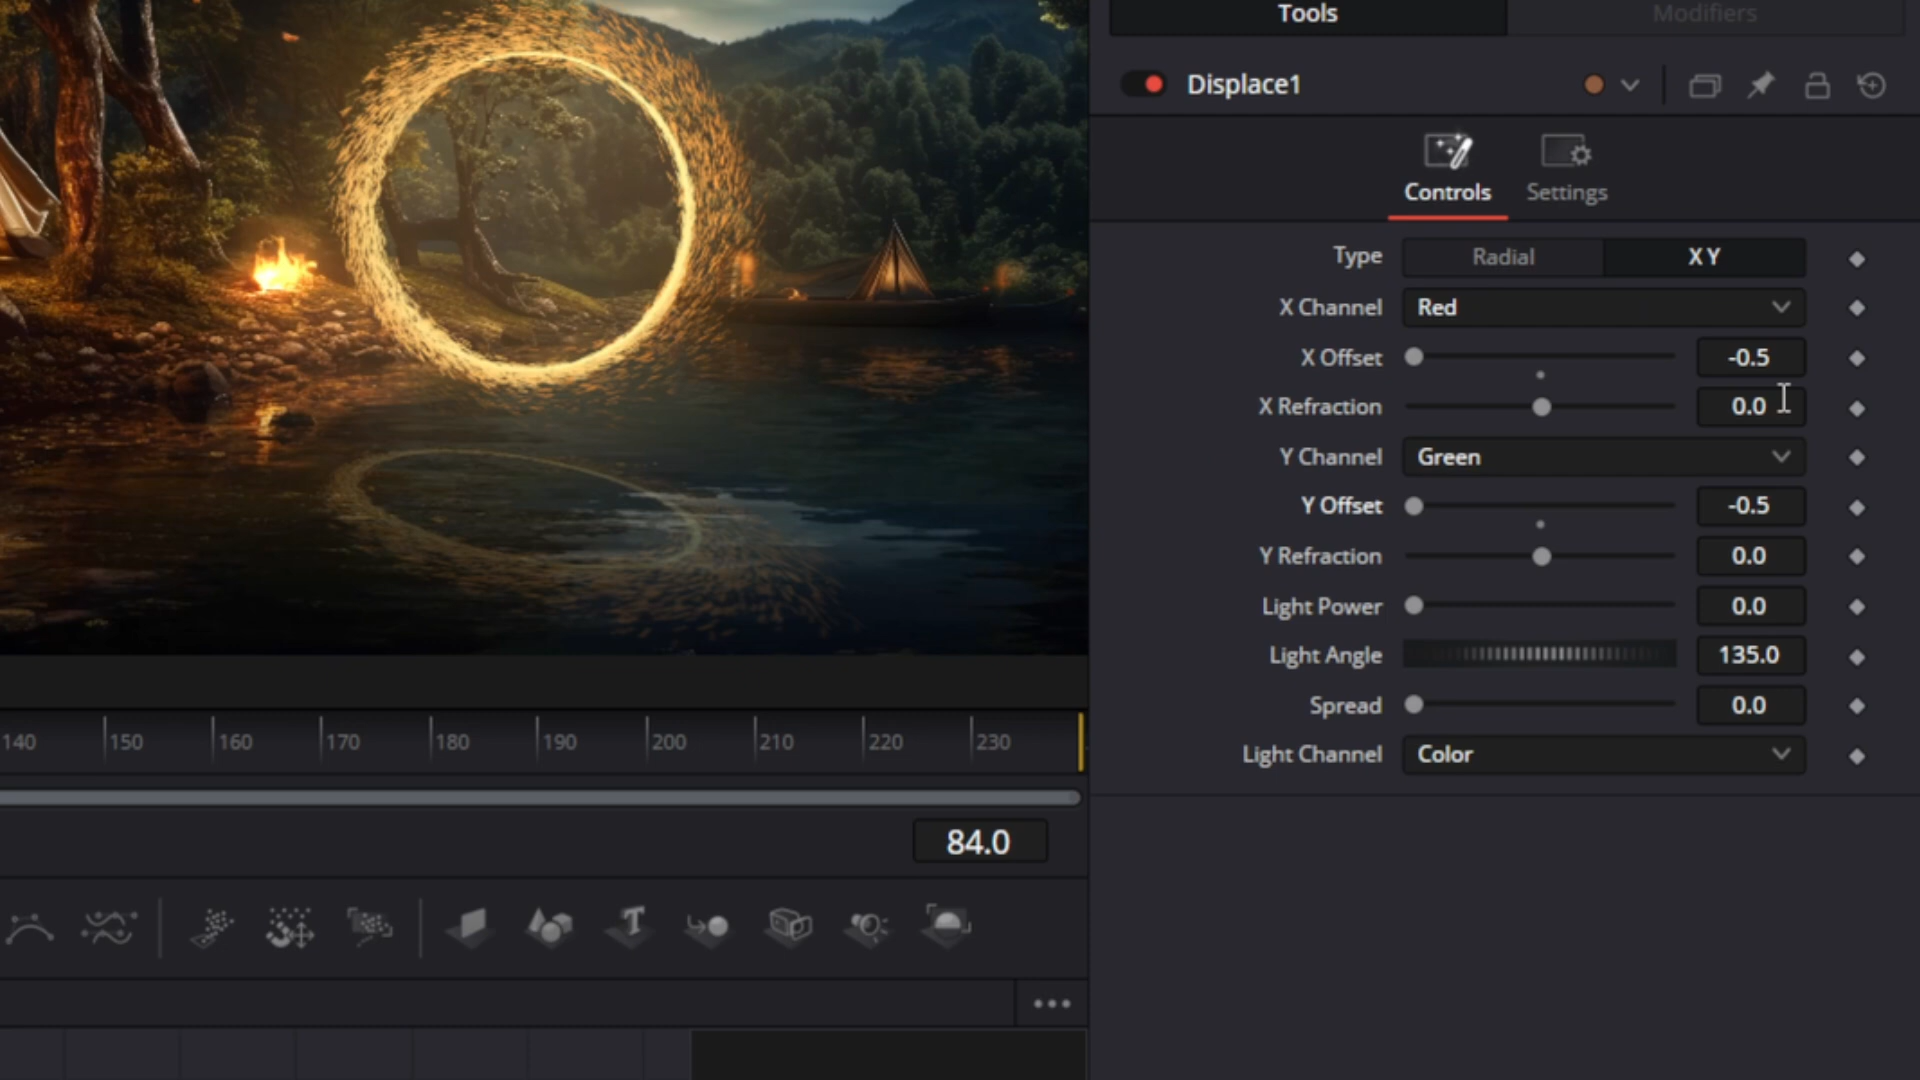 Tools Modifiers
Displace1
Controls Settings
Type Radial X Y
X Channel Red
X Offset -0.5
X Refraction 0.0
Y Channel Green
Y Offset -0.5
Y Refraction 0.0
Light Power 0.0
Light Angle 135.0
Spread 0.0
Light Channel Color
140 150 160 170 180 190 200 210 220 230
84.0